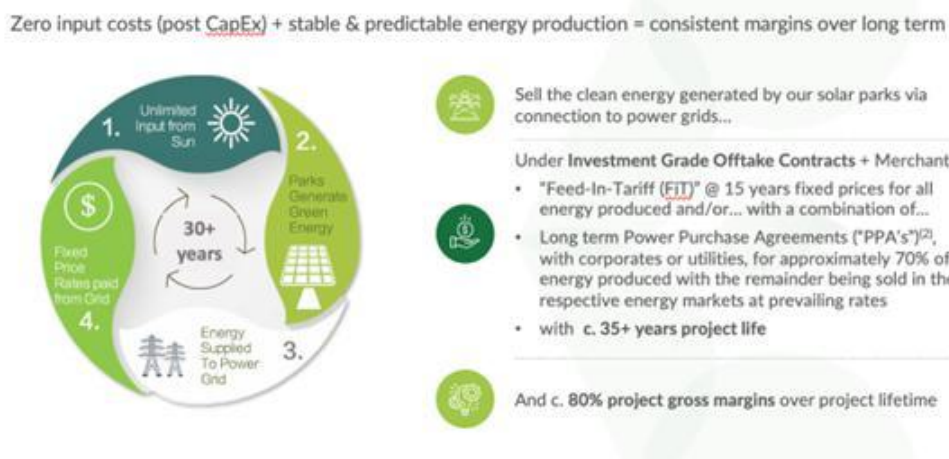 Zero input costs (post CapEx) + stable & predictable energy production = consistent margins over long term
1.
Unlimited
Input from
Sun
2.
Parks
Generate
Green
Energy
30+
years
$
Fixed
Price
Rates paid
from Grid
4.
Energy
Supplied
To Power
Grid
3.
Sell the clean energy generated by our solar parks via
connection to power grids...
Under Investment Grade Offtake Contracts + Merchant
• "Feed-In-Tariff (FiT)" @ 15 years fixed prices for all
energy produced and/or... with a combination of...
• Long term Power Purchase Agreements ("PPA's")(2),
with corporates or utilities, for approximately 70% of
energy produced with the remainder being sold in the
respective energy markets at prevailing rates
• with c. 35+ years project life
And c. 80% project gross margins over project lifetime